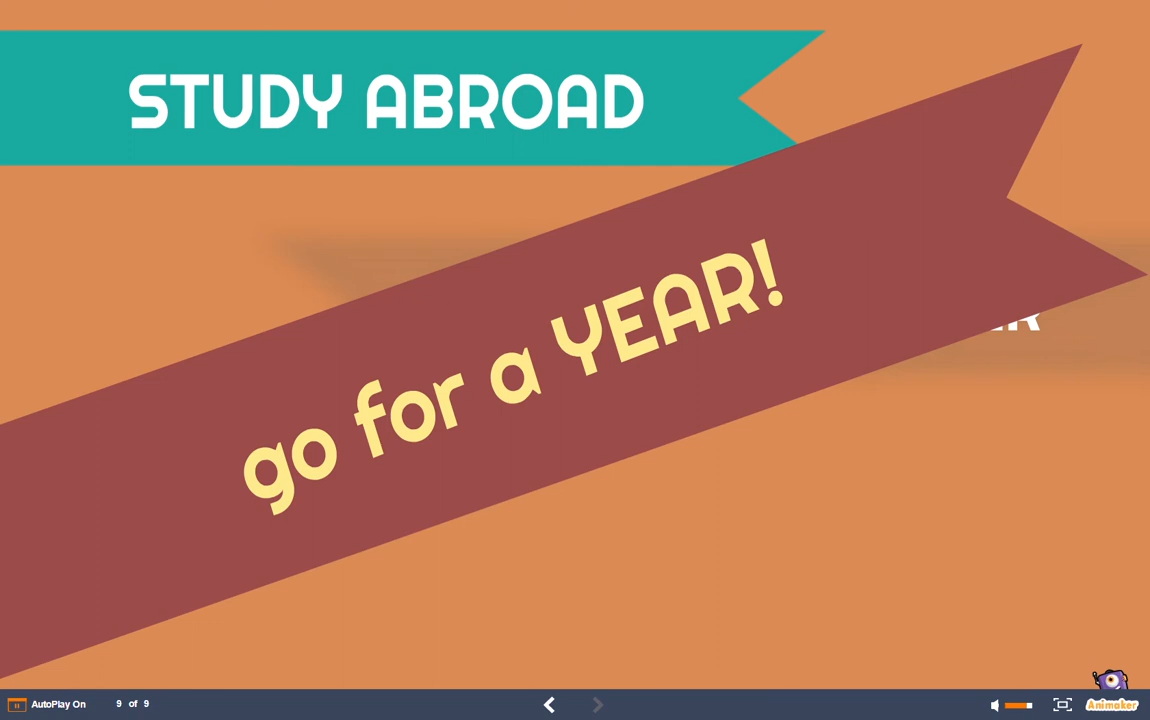 STUDY ABROAD
go for a YEAR!
AutoPlay On
9 of 9
Animaker